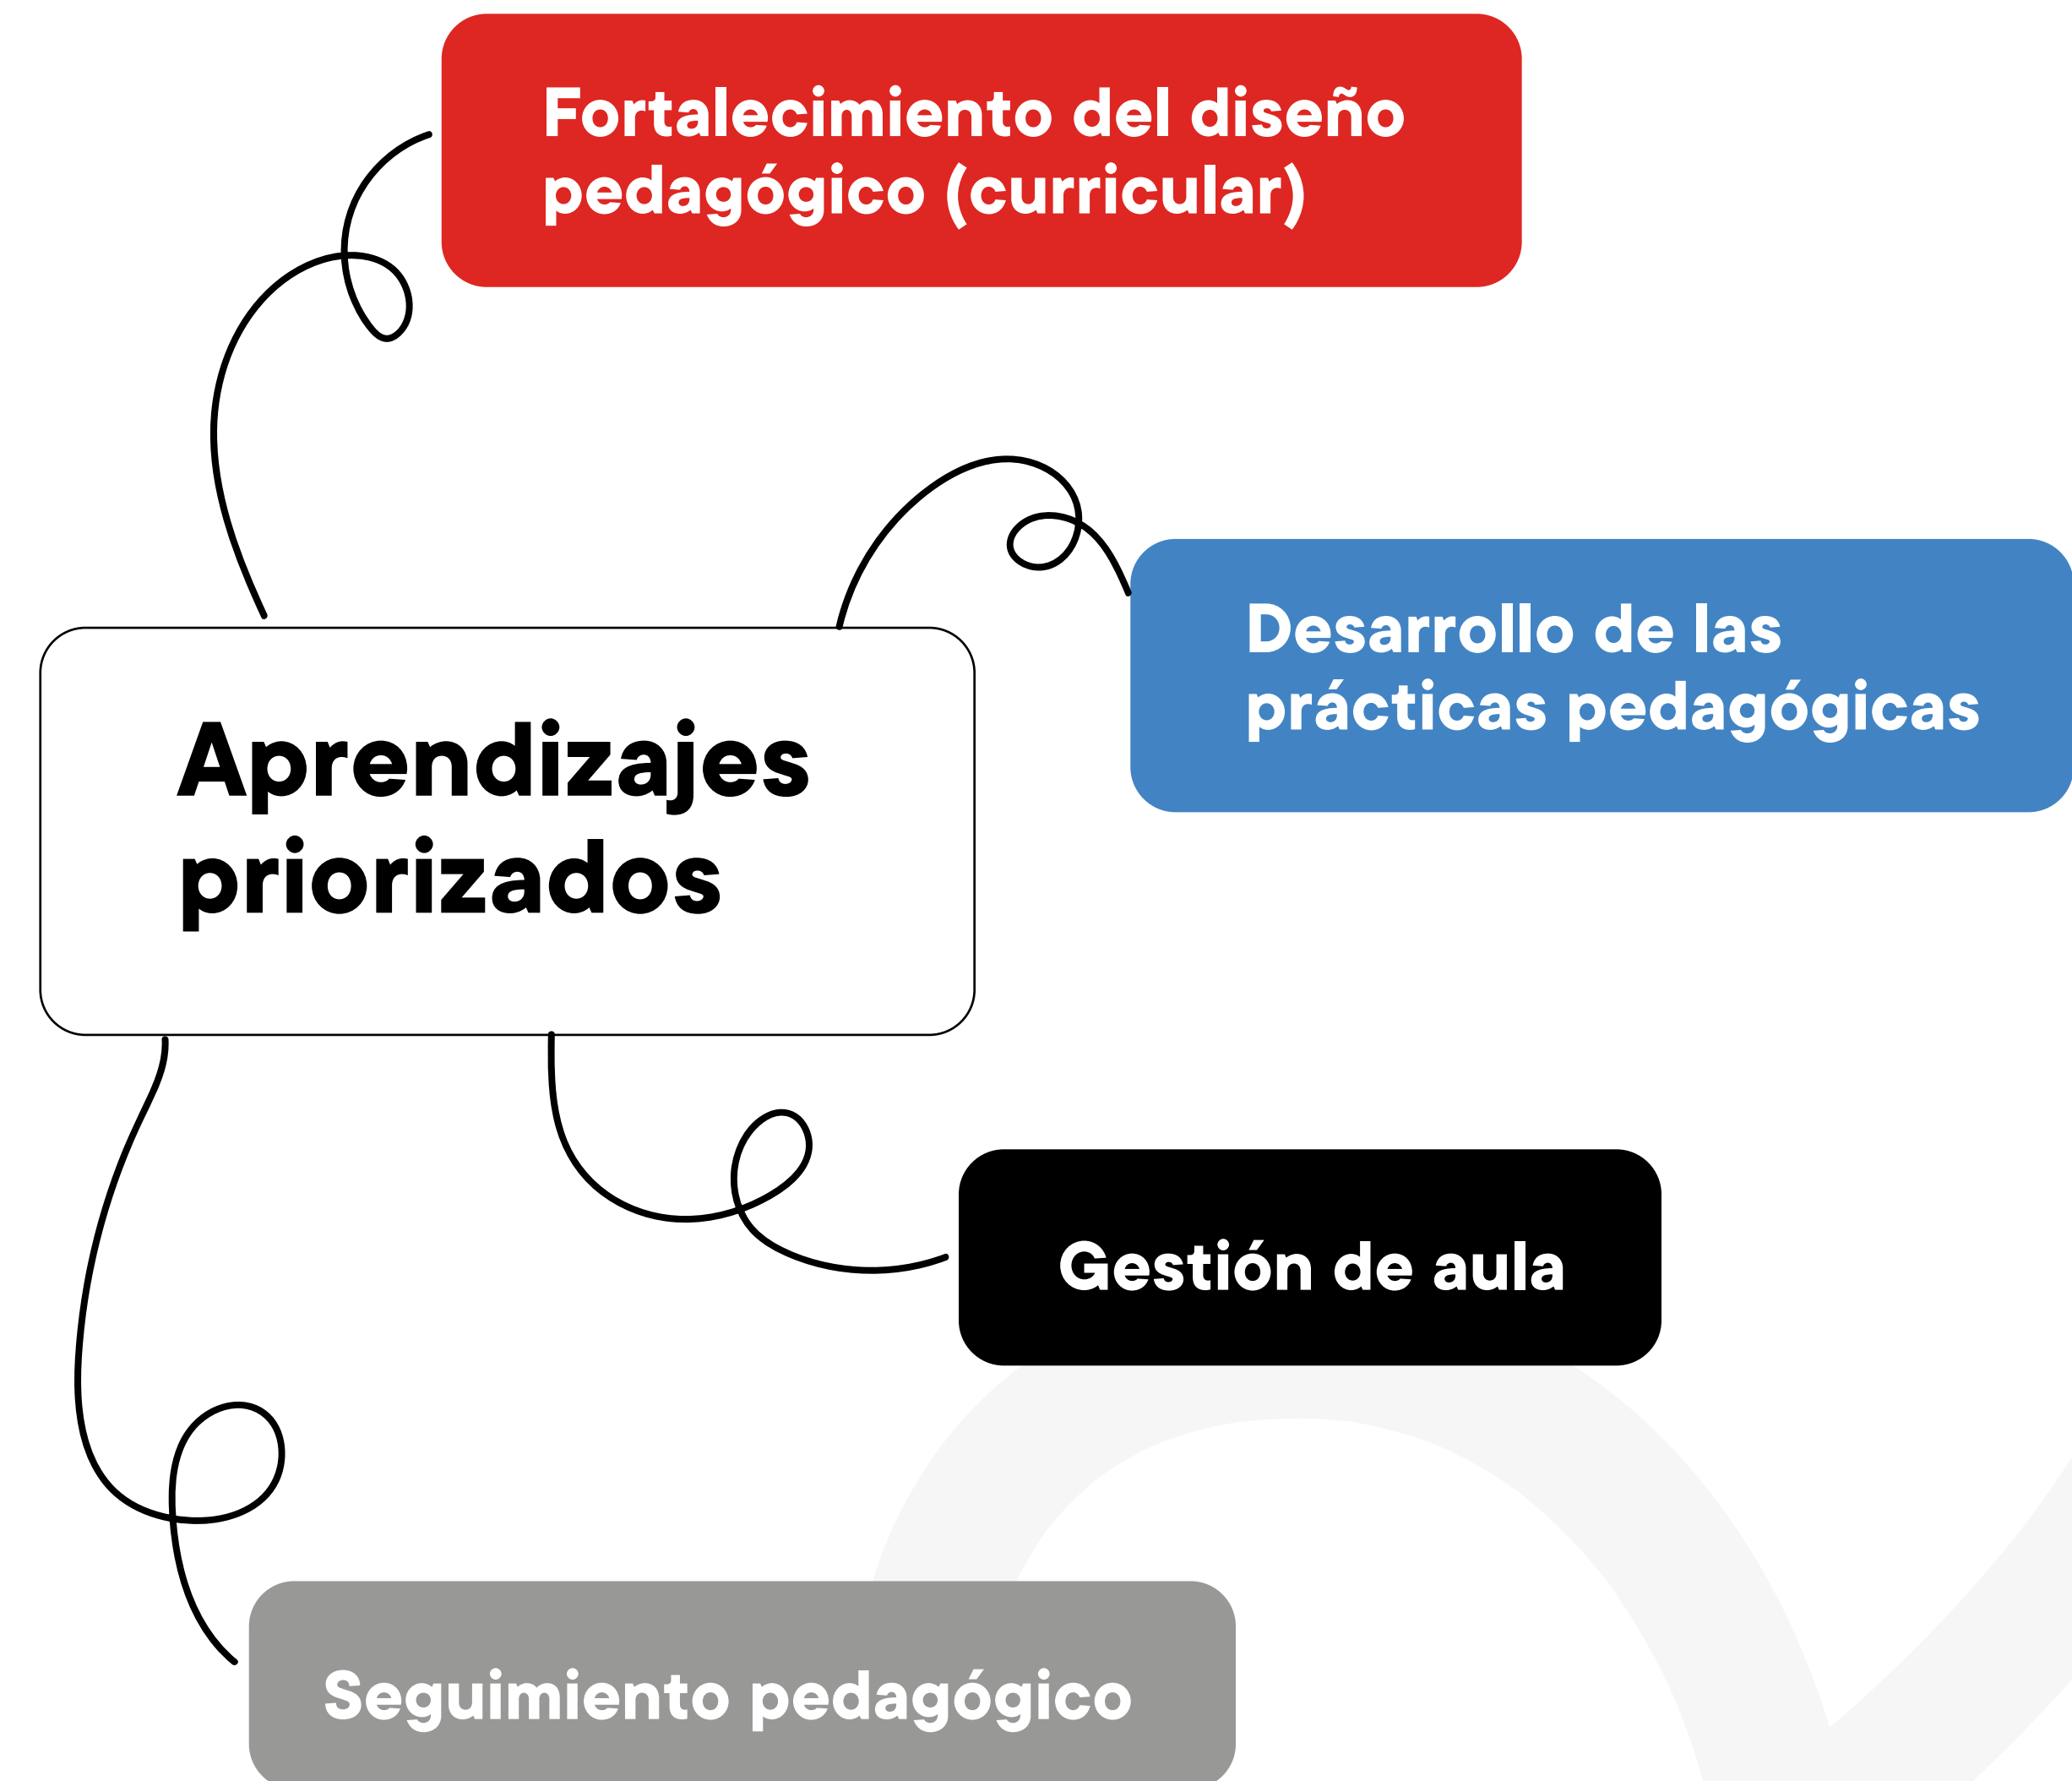 Fortalecimiento del diseño
pedagógico (curricular)
Desarrollo de las
prácticas pedagógicas
Aprendizajes
priorizados
Gestión de aula
Seguimiento pedagógico